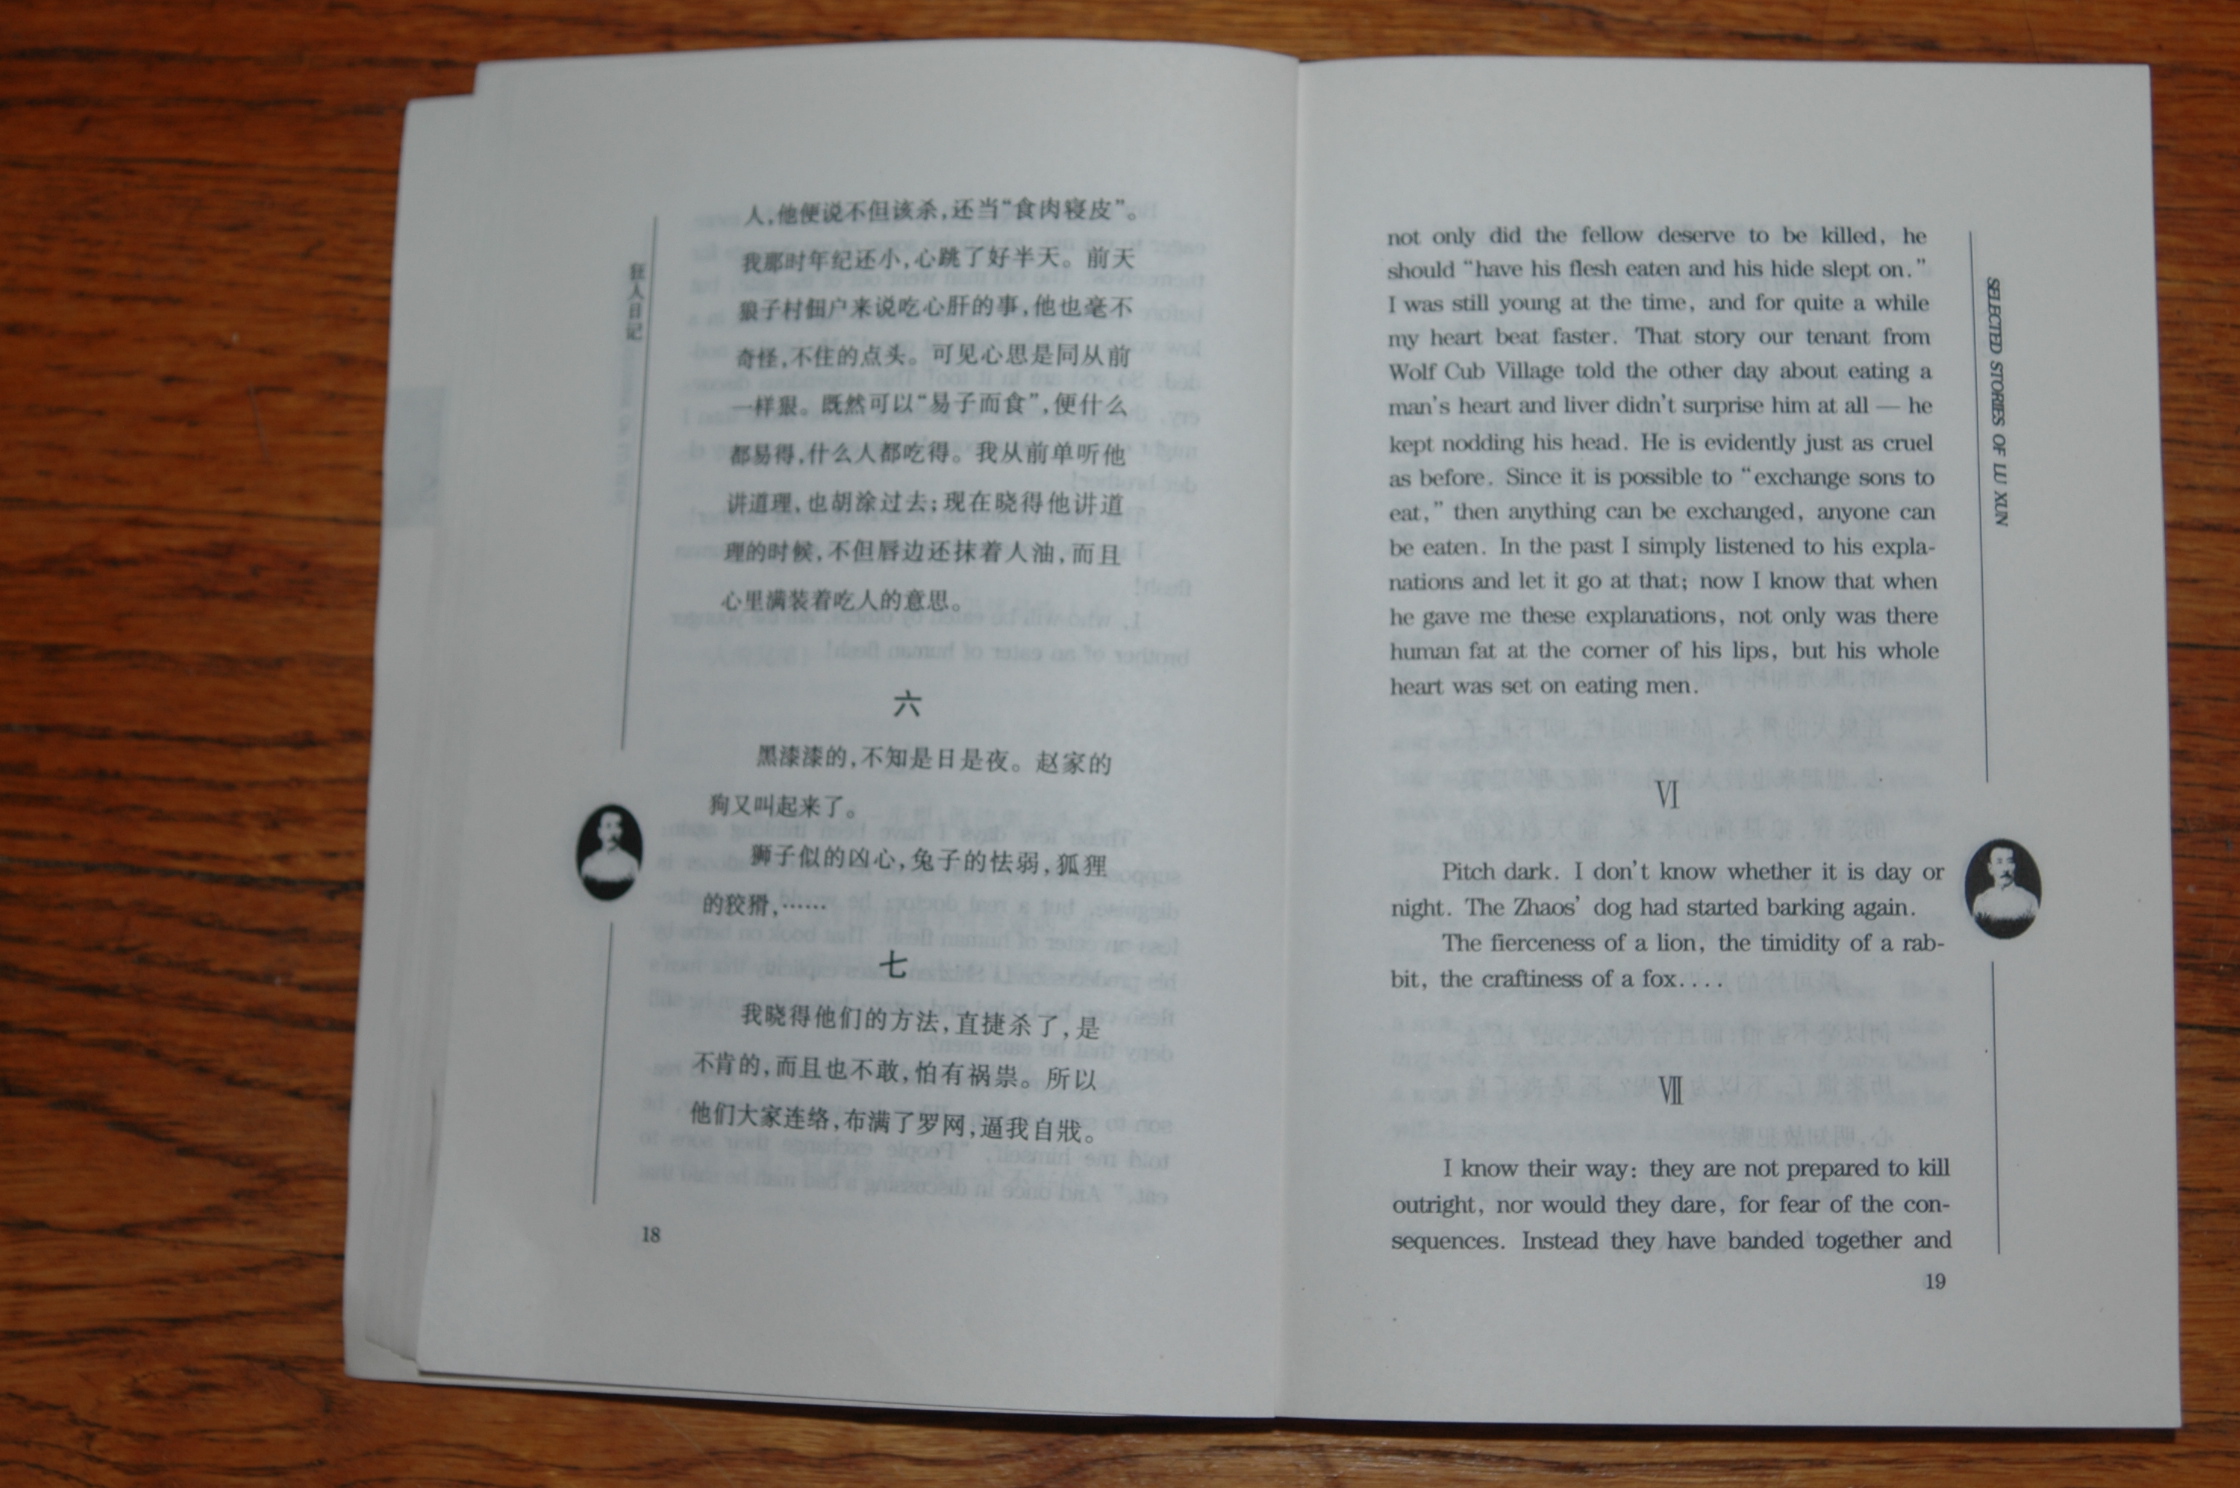 狂人日记
人,他便说不但该杀,还当“食肉寝皮”。
我那时年纪还小,心跳了好半天。前天
狼子村佃户来说吃心肝的事,他也毫不
奇怪,不住的点头。可见心思是同从前
一样狠。既然可以“易子而食”,便什么
都易得,什么人都吃得。我从前单听他
讲道理,也胡涂过去;现在晓得他讲道
理的时候,不但唇边还抹着人油,而且
心里满装着吃人的意思。
六
黑漆漆的,不知是日是夜。赵家的
狗又叫起来了。
狮子似的凶心,兔子的怯弱,狐狸
的狡猾,……
七
我晓得他们的方法,直捷杀了,是
不肯的,而且也不敢,怕有祸祟。所以
他们大家连络,布满了罗网,逼我自戕。
18
SELECTED STORIES OF LU XUN
not only did the fellow deserve to be killed, he
should “have his flesh eaten and his hide slept on.”
I was still young at the time, and for quite a while
my heart beat faster. That story our tenant from
Wolf Cub Village told the other day about eating a
man's heart and liver didn't surprise him at all — he
kept nodding his head. He is evidently just as cruel
as before. Since it is possible to “exchange sons to
eat,” then anything can be exchanged, anyone can
be eaten. In the past I simply listened to his expla-
nations and let it go at that; now I know that when
he gave me these explanations, not only was there
human fat at the corner of his lips, but his whole
heart was set on eating men.
VI
Pitch dark. I don't know whether it is day or
night. The Zhaos' dog had started barking again.
The fierceness of a lion, the timidity of a rab-
bit, the craftiness of a fox....
VII
I know their way: they are not prepared to kill
outright, nor would they dare, for fear of the con-
sequences. Instead they have banded together and
19